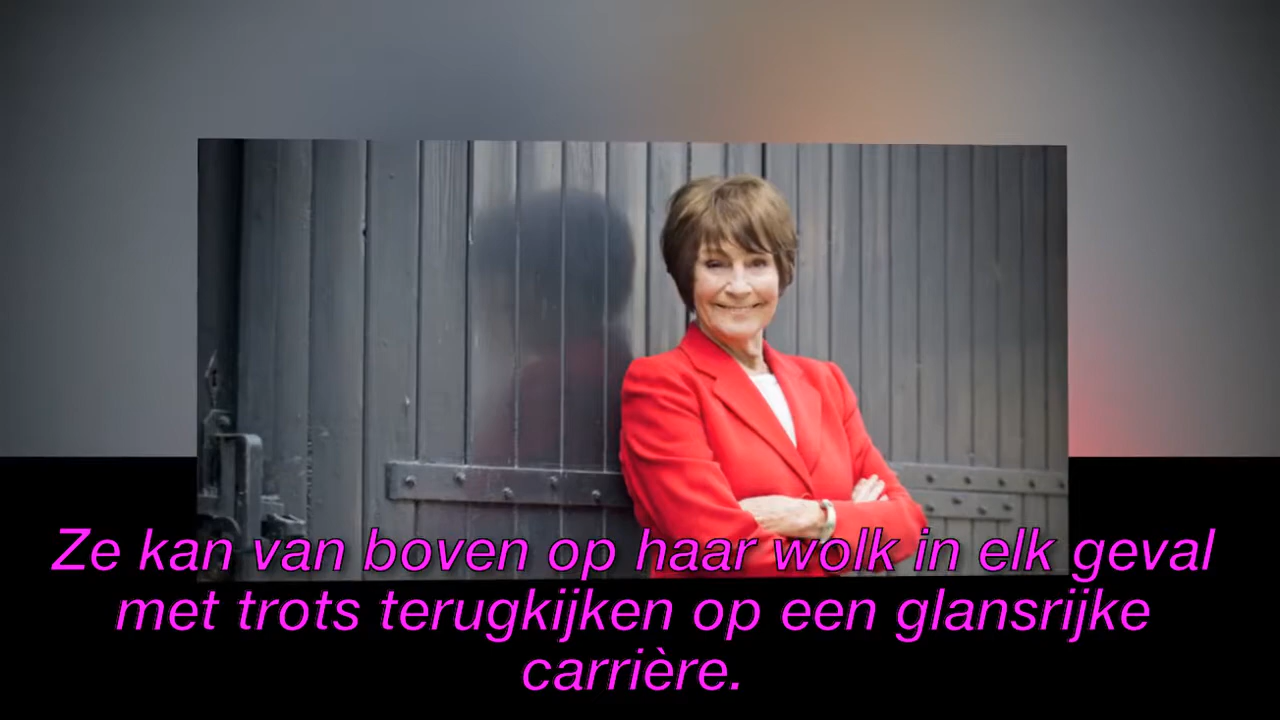 Ze kan van boven op haar wolk in elk geval
met trots terugkijken op een glansrijke
carrière.